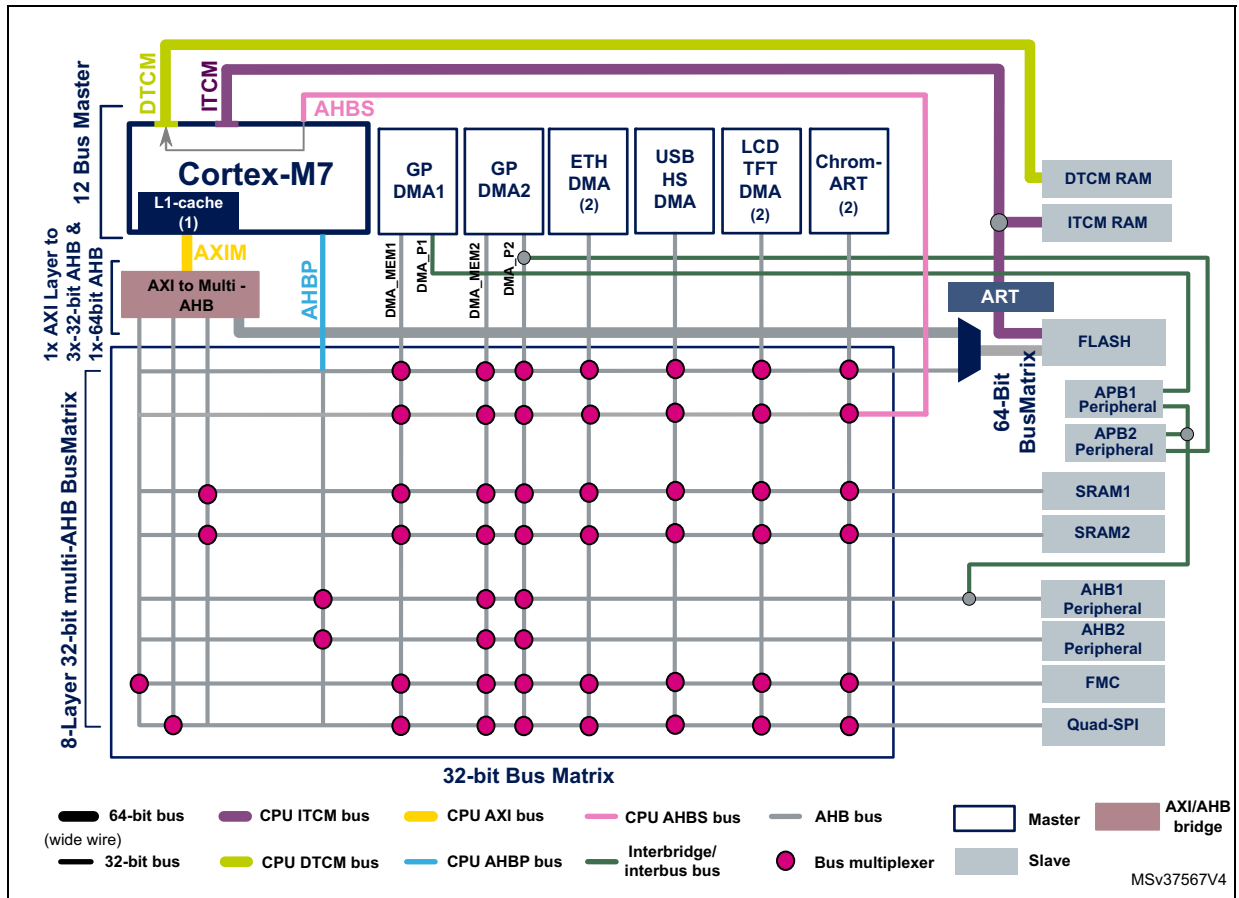 DTCM
ITCM
AHBS
12 Bus Master
Cortex-M7
L1-cache
(1)
GP
DMA1
GP
DMA2
ETH
DMA
(2)
USB
HS
DMA
LCD
TFT
DMA
(2)
Chrom-
ART
(2)
DTCM RAM
ITCM RAM
AXIM
AHBP
DMA_MEM1
DMA_P1
DMA_MEM2
DMA_P2
1x AXI Layer to
3x-32-bit AHB &
1x-64bit AHB
AXI to Multi -
AHB
ART
FLASH
64-Bit
BusMatrix
APB1
Peripheral
APB2
Peripheral
8-Layer 32-bit multi-AHB BusMatrix
SRAM1
SRAM2
AHB1
Peripheral
AHB2
Peripheral
FMC
Quad-SPI
32-bit Bus Matrix
64-bit bus
(wide wire)
32-bit bus
CPU ITCM bus
CPU DTCM bus
CPU AXI bus
CPU AHBP bus
CPU AHBS bus
Interbridge/
interbus bus
AHB bus
Bus multiplexer
Master
Slave
AXI/AHB
bridge
MSv37567V4